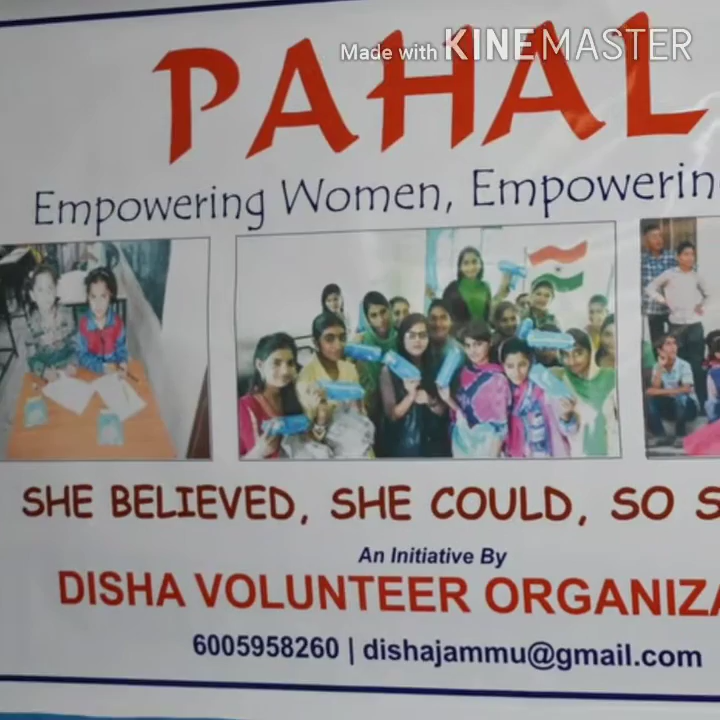 Made with KINEMASTER
PAHAL
Empowering Women, Empowerin
SHE BELIEVED, SHE COULD, SO S
An Initiative By
DISHA VOLUNTEER ORGANIZA
6005958260 | dishajammu@gmail.com